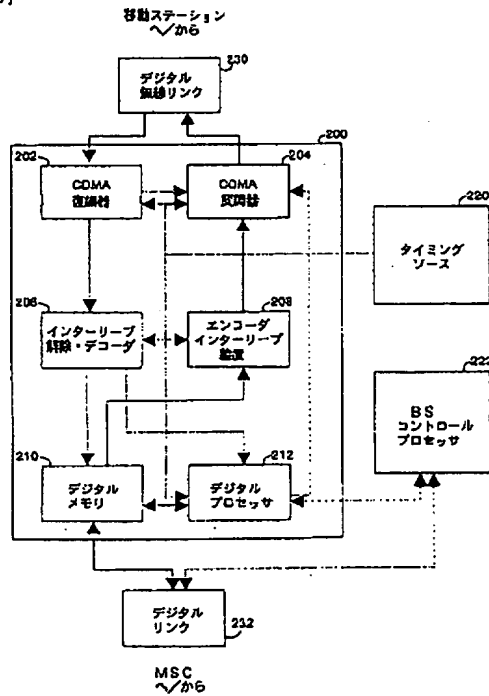 移動ステーション
へ/から
230
デジタル
無線リンク
200
202
CDMA
復調器
204
CDMA
変調器
220
タイミング
ソース
206
インターリーブ
解除・デコーダ
208
エンコーダ
インターリーブ
装置
222
BS
コントロール
プロセッサ
210
デジタル
メモリ
212
デジタル
プロセッサ
デジタル
リンク
232
MSC
へ/から